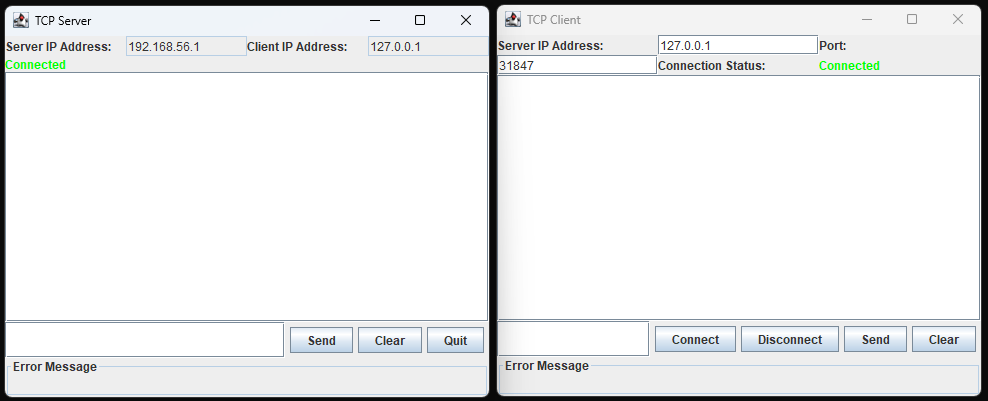 TCP Server
Server IP Address: 192.168.56.1 Client IP Address: 127.0.0.1
Connected
Send Clear Quit
Error Message
TCP Client
Server IP Address: 127.0.0.1 Port:
31847 Connection Status: Connected
Connect Disconnect Send Clear
Error Message